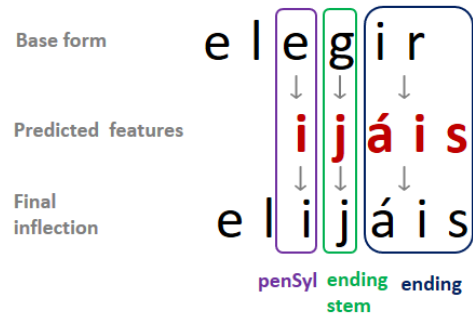 Base form e l e g i r
↓ ↓ ↓
Predicted features i j á i s
↓ ↓ ↓
Final inflection e l i j á i s
penSyl ending stem ending